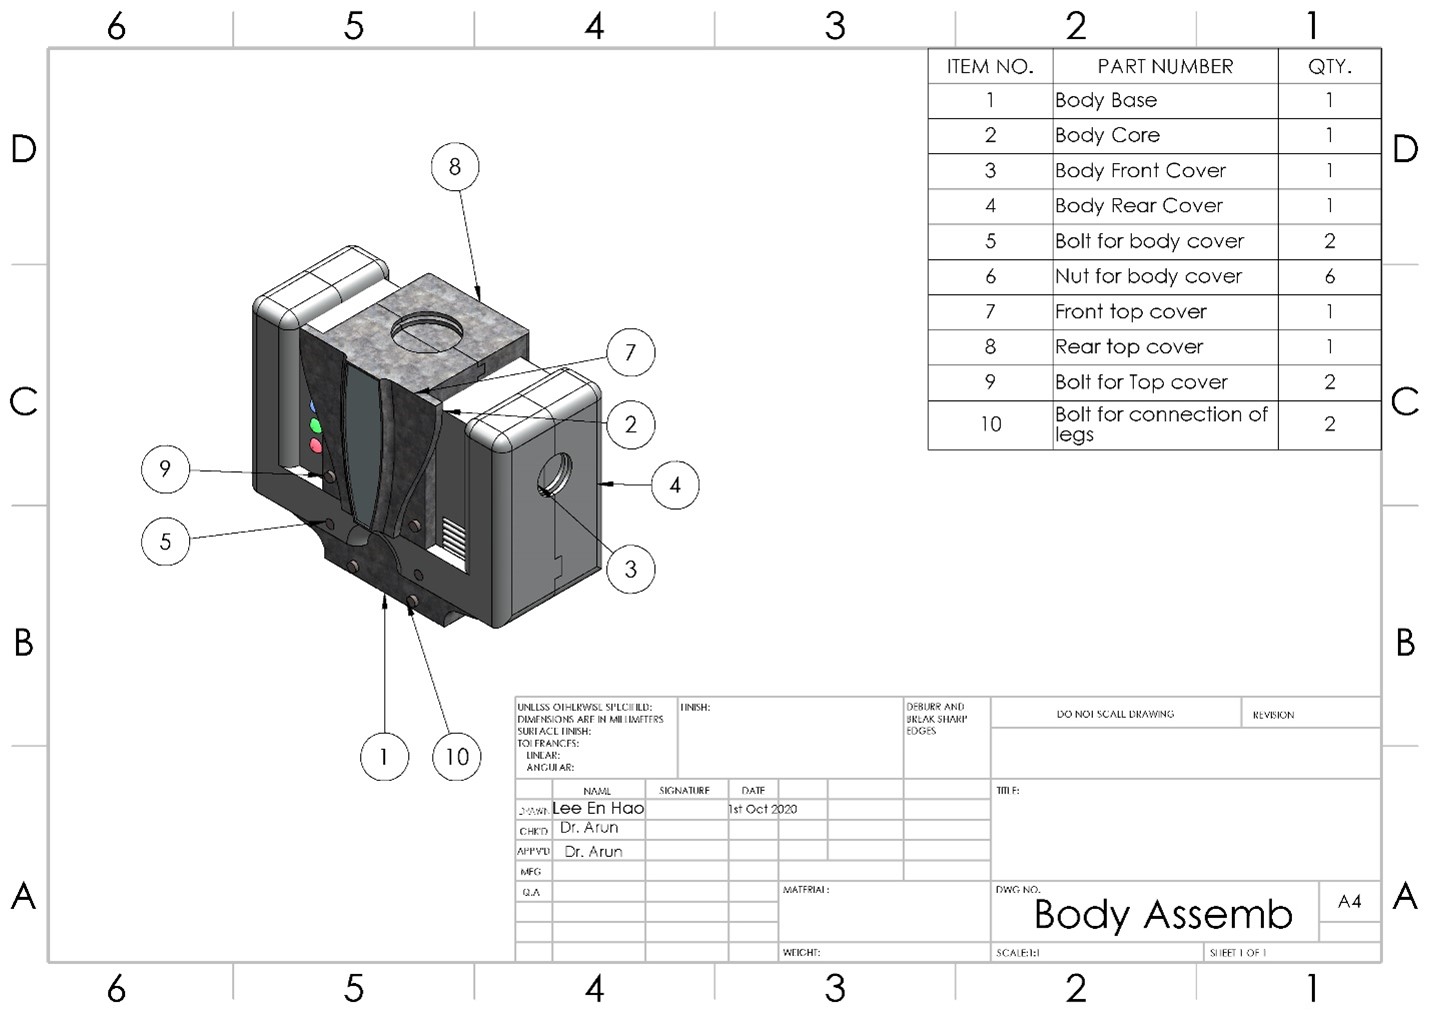 6 5 4 3 2 1
D
C
B
A
D
C
B
A
ITEM NO. PART NUMBER QTY.
1 Body Base 1
2 Body Core 1
3 Body Front Cover 1
4 Body Rear Cover 1
5 Bolt for body cover 2
6 Nut for body cover 6
7 Front top cover 1
8 Rear top cover 1
9 Bolt for Top cover 2
10 Bolt for connection of
legs 2
8
7
2
9
4
5
3
1
10
UNLESS OTHERWISE SPECIFIED:
DIMENSIONS ARE IN MILLIMETERS
SURFACE FINISH:
TOLERANCES:
LINEAR:
ANGULAR:
FINISH:
DEBURR AND
BREAK SHARP
EDGES
DO NOT SCALE DRAWING
REVISION
NAME SIGNATURE DATE
DRAWN Lee En Hao 1st Oct 2020
CHK'D Dr. Arun
APPV'D Dr. Arun
MFG
Q.A
TITLE:
MATERIAL:
DWG NO.
Body Assemb
A4
WEIGHT:
SCALE:1:1
SHEET 1 OF 1
6 5 4 3 2 1